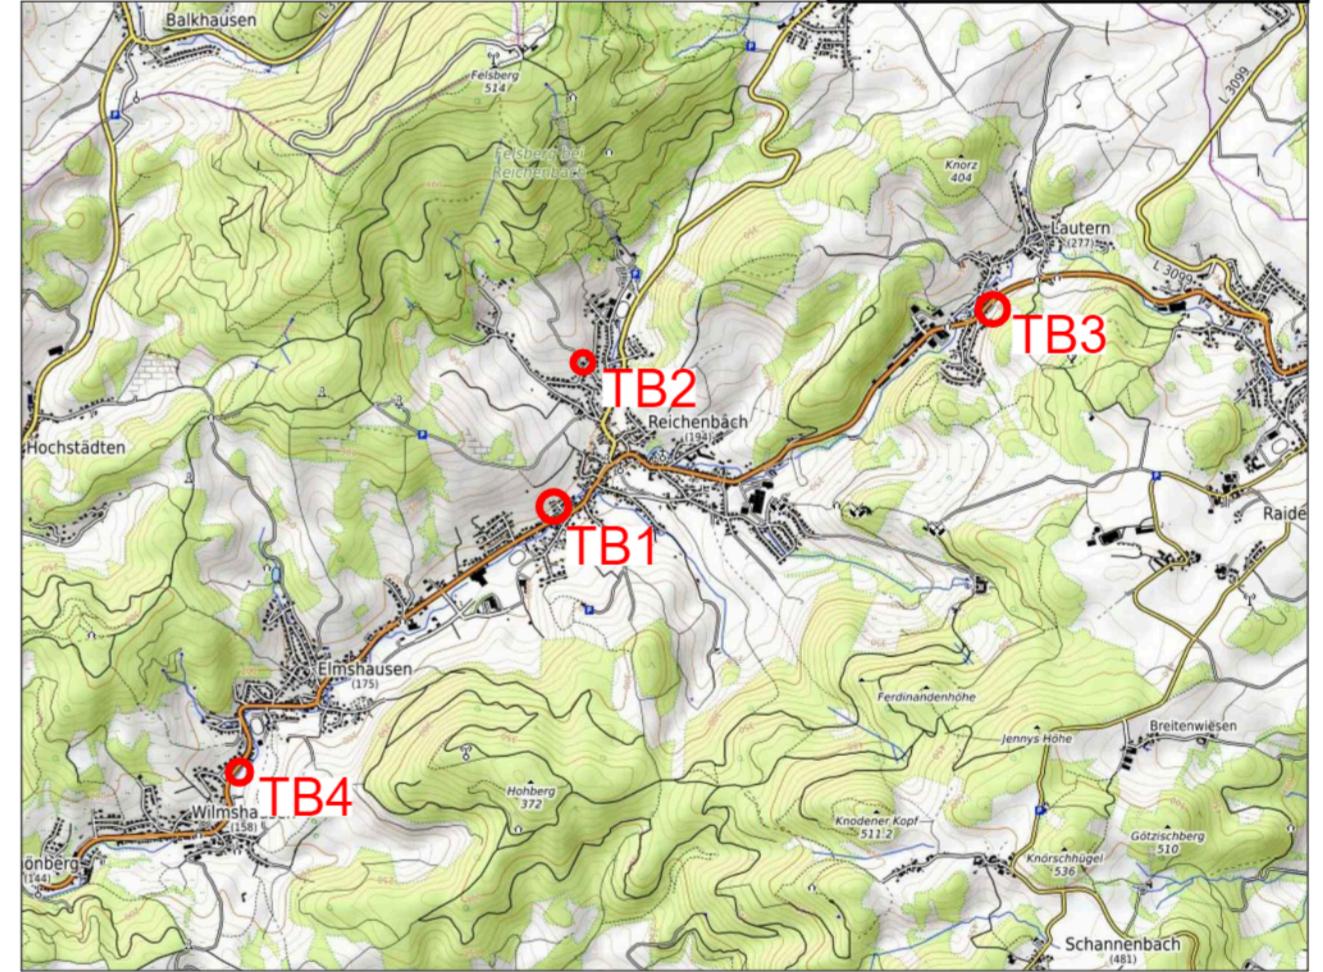 Balkhausen
L 3
Felsberg
514
L 3099
Felsberg bei
Reichenbach
Knorz
404
Lautern
(277)
L 3099
TB3
TB2
Reichenbach
(194)
Hochstädten
TB1
Raide
Elmshausen
(175)
Ferdinandenhöhe
Breitenwiesen
Jennys Höhe
TB4
Hohberg
372
Wilmsha
(158)
Knodener Kopf
511.2
Götzischberg
510
önberg
(144)
Knörschhügel
536
Schannenbach
(481)